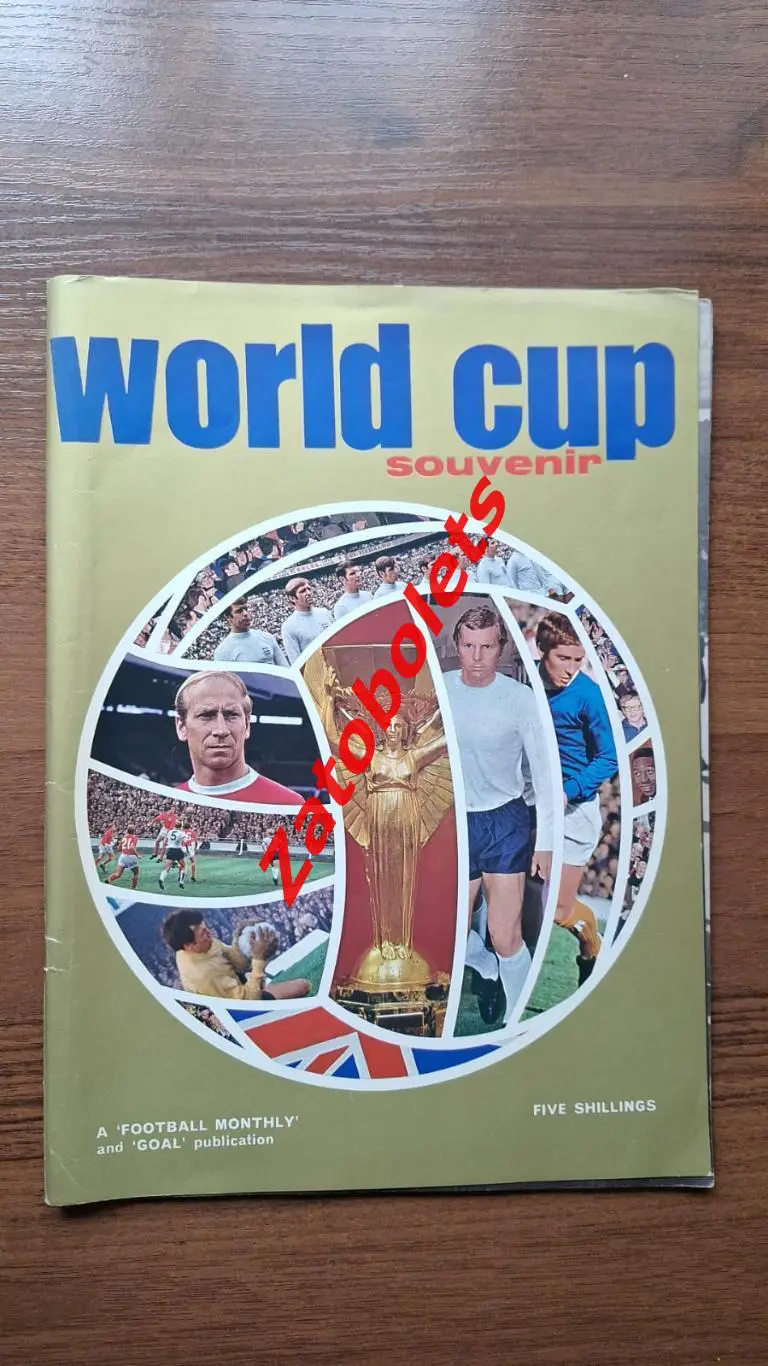 world cup
souvenir
Zatobolets
A 'FOOTBALL MONTHLY'
and 'GOAL' publication
FIVE SHILLINGS